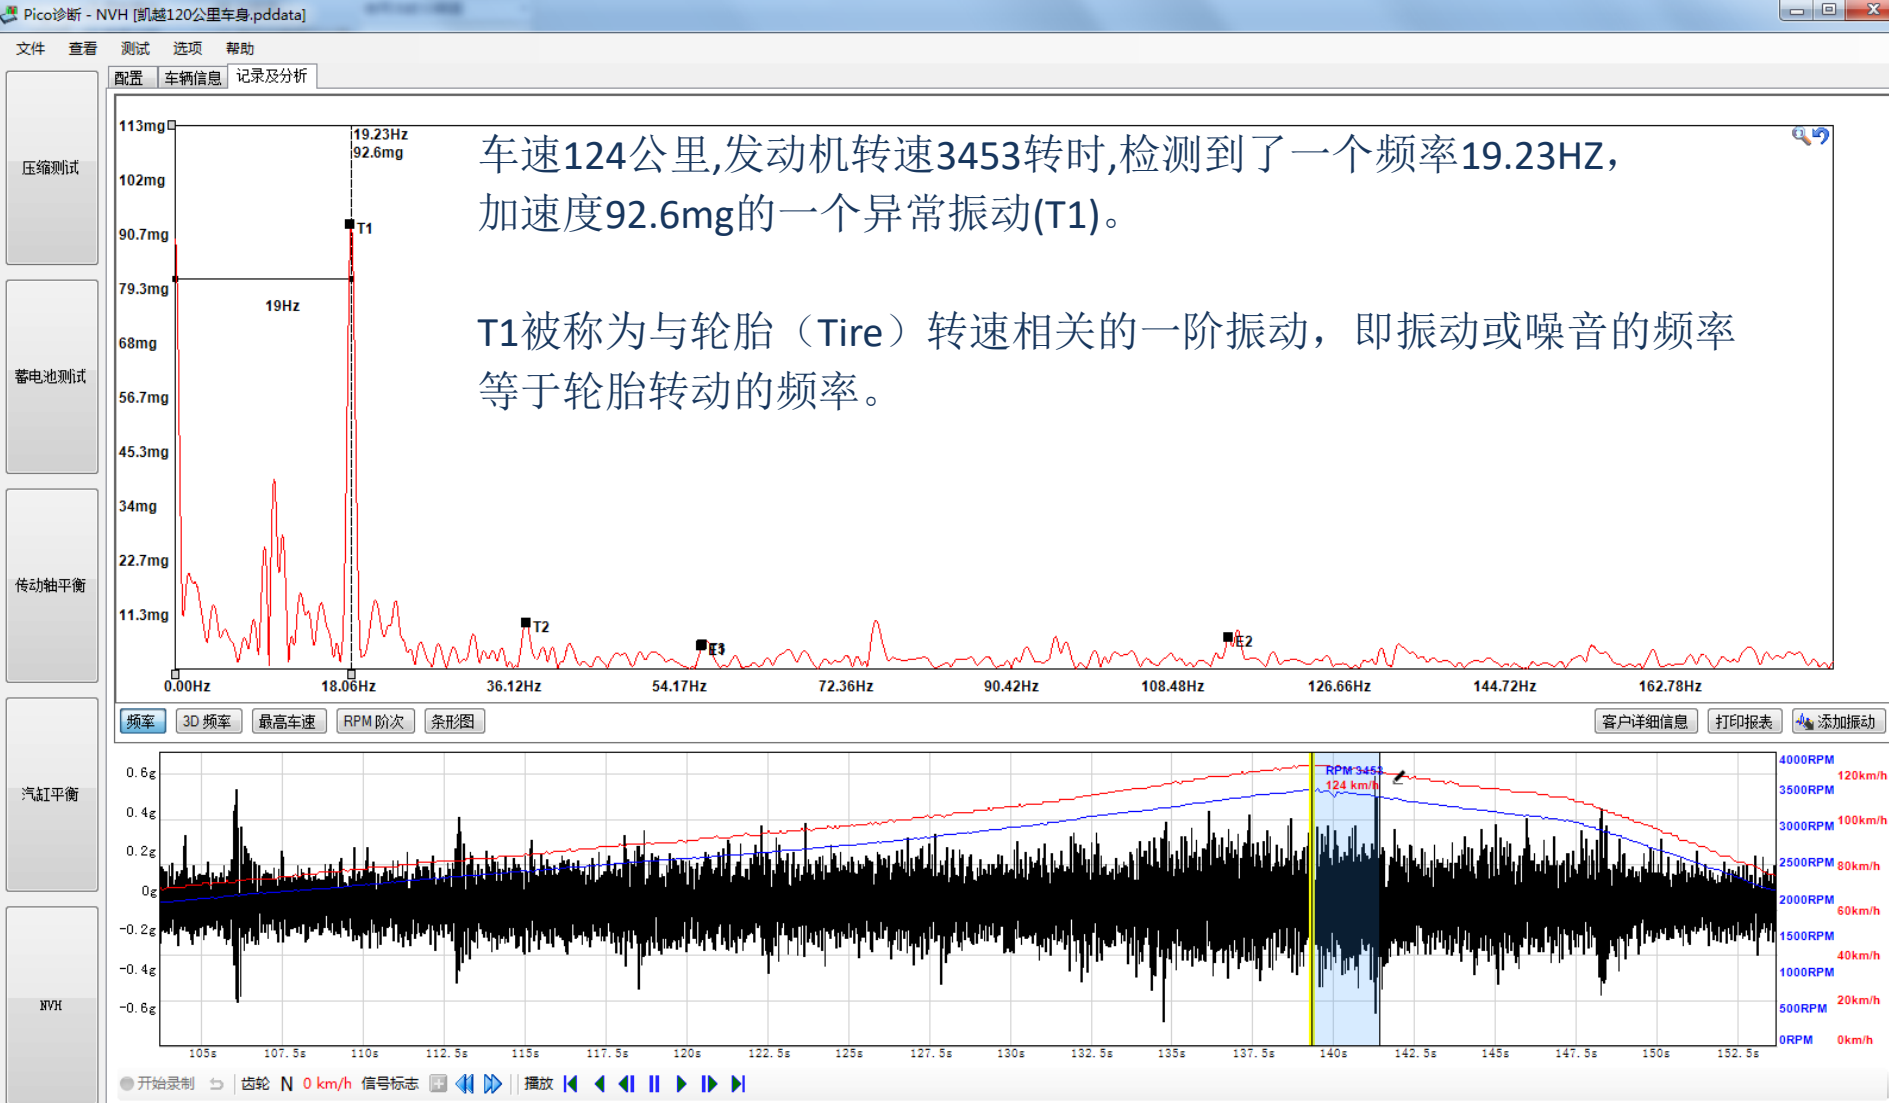 Pico诊断 - NVH [凯越120公里车身.pddata]
文件 查看 测试 选项 帮助
配置 车辆信息 记录及分析
压缩测试
蓄电池测试
传动轴平衡
汽缸平衡
NVH
113mg
102mg
90.7mg
79.3mg
68mg
56.7mg
45.3mg
34mg
22.7mg
11.3mg
19.23Hz
92.6mg
T1
19Hz
车速124公里,发动机转速3453转时,检测到了一个频率19.23HZ，
加速度92.6mg的一个异常振动(T1)。
T1被称为与轮胎（Tire）转速相关的一阶振动，即振动或噪音的频率
等于轮胎转动的频率。
T2
E2
0.00Hz 18.06Hz 36.12Hz 54.17Hz 72.36Hz 90.42Hz 108.48Hz 126.66Hz 144.72Hz 162.78Hz
频率 3D 频率 最高车速 RPM 阶次 条形图 客户详细信息 打印报表 添加振动
0.6g
0.4g
0.2g
0g
-0.2g
-0.4g
-0.6g
RPM 3453
124 km/h
4000RPM
3500RPM
3000RPM
2500RPM
2000RPM
1500RPM
1000RPM
500RPM
0RPM
120km/h
100km/h
80km/h
60km/h
40km/h
20km/h
0km/h
105s 107.5s 110s 112.5s 115s 117.5s 120s 122.5s 125s 127.5s 130s 132.5s 135s 137.5s 140s 142.5s 145s 147.5s 150s 152.5s
开始录制 齿轮 N 0 km/h 信号标志 播放